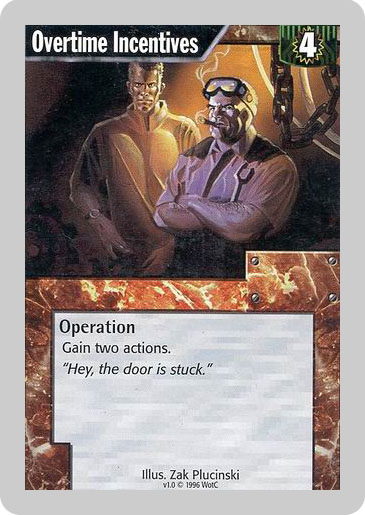 Overtime Incentives
4
Operation
Gain two actions.
"Hey, the door is stuck."
Illus. Zak Plucinski
v1.0 © 1996 WotC